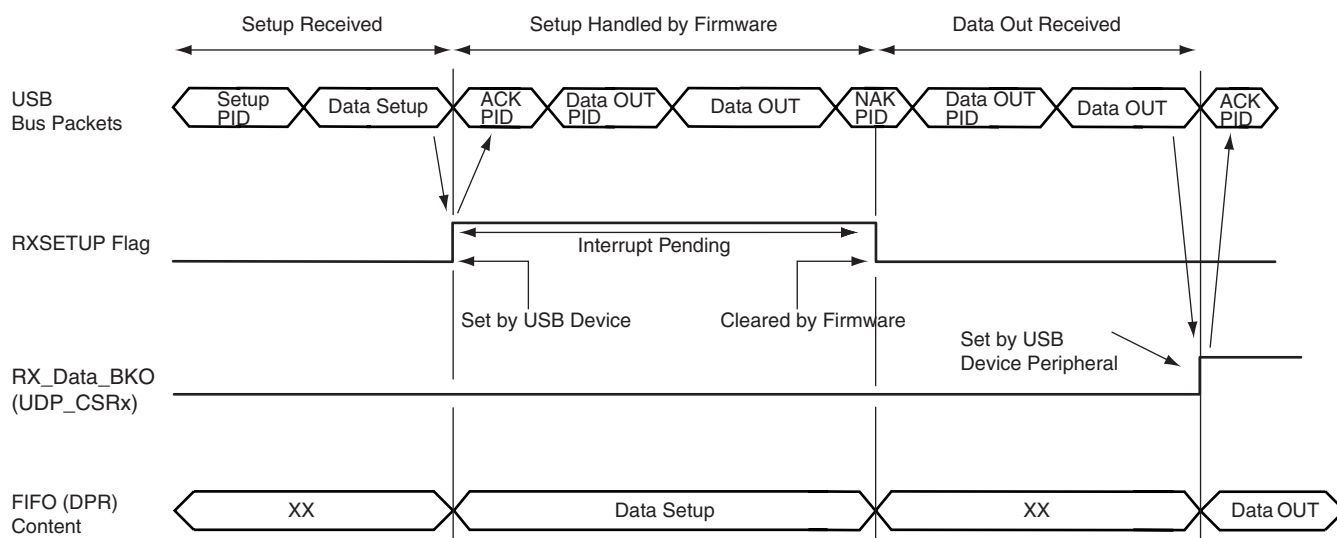 Setup Received
Setup Handled by Firmware
Data Out Received
USB
Bus Packets
Setup
PID
Data Setup
ACK
PID
Data OUT
PID
Data OUT
NAK
PID
Data OUT
PID
Data OUT
ACK
PID
RXSETUP Flag
Interrupt Pending
Set by USB Device
Cleared by Firmware
Set by USB
Device Peripheral
RX_Data_BKO
(UDP_CSRx)
FIFO (DPR)
Content
XX
Data Setup
XX
Data OUT